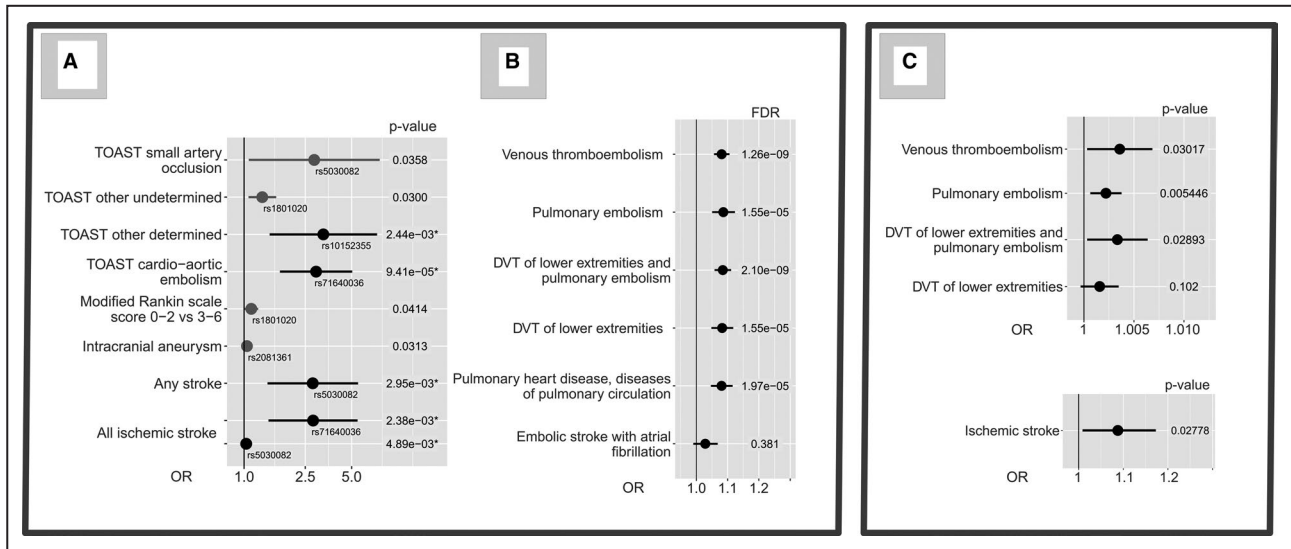 A
p-value
TOAST small artery
occlusion
rs5030082
0.0358
TOAST other undetermined
rs1801020
0.0300
TOAST other determined
rs10152355
2.44e−03*
TOAST cardio−aortic
embolism
rs71640036
9.41e−05*
Modified Rankin scale
score 0−2 vs 3−6
rs1801020
0.0414
Intracranial aneurysm
rs2081361
0.0313
Any stroke
rs5030082
2.95e−03*
All ischemic stroke
rs71640036
2.38e−03*
rs5030082
4.89e−03*
OR
1.0 2.5 5.0
B
FDR
Venous thromboembolism
1.26e−09
Pulmonary embolism
1.55e−05
DVT of lower extremities and
pulmonary embolism
2.10e−09
DVT of lower extremities
1.55e−05
Pulmonary heart disease, diseases
of pulmonary circulation
1.97e−05
Embolic stroke with atrial
fibrillation
0.381
OR
1.0 1.1 1.2
C
p-value
Venous thromboembolism
0.03017
Pulmonary embolism
0.005446
DVT of lower extremities and
pulmonary embolism
0.02893
DVT of lower extremities
0.102
OR
1 1.005 1.010
p-value
Ischemic stroke
0.02778
OR
1 1.1 1.2